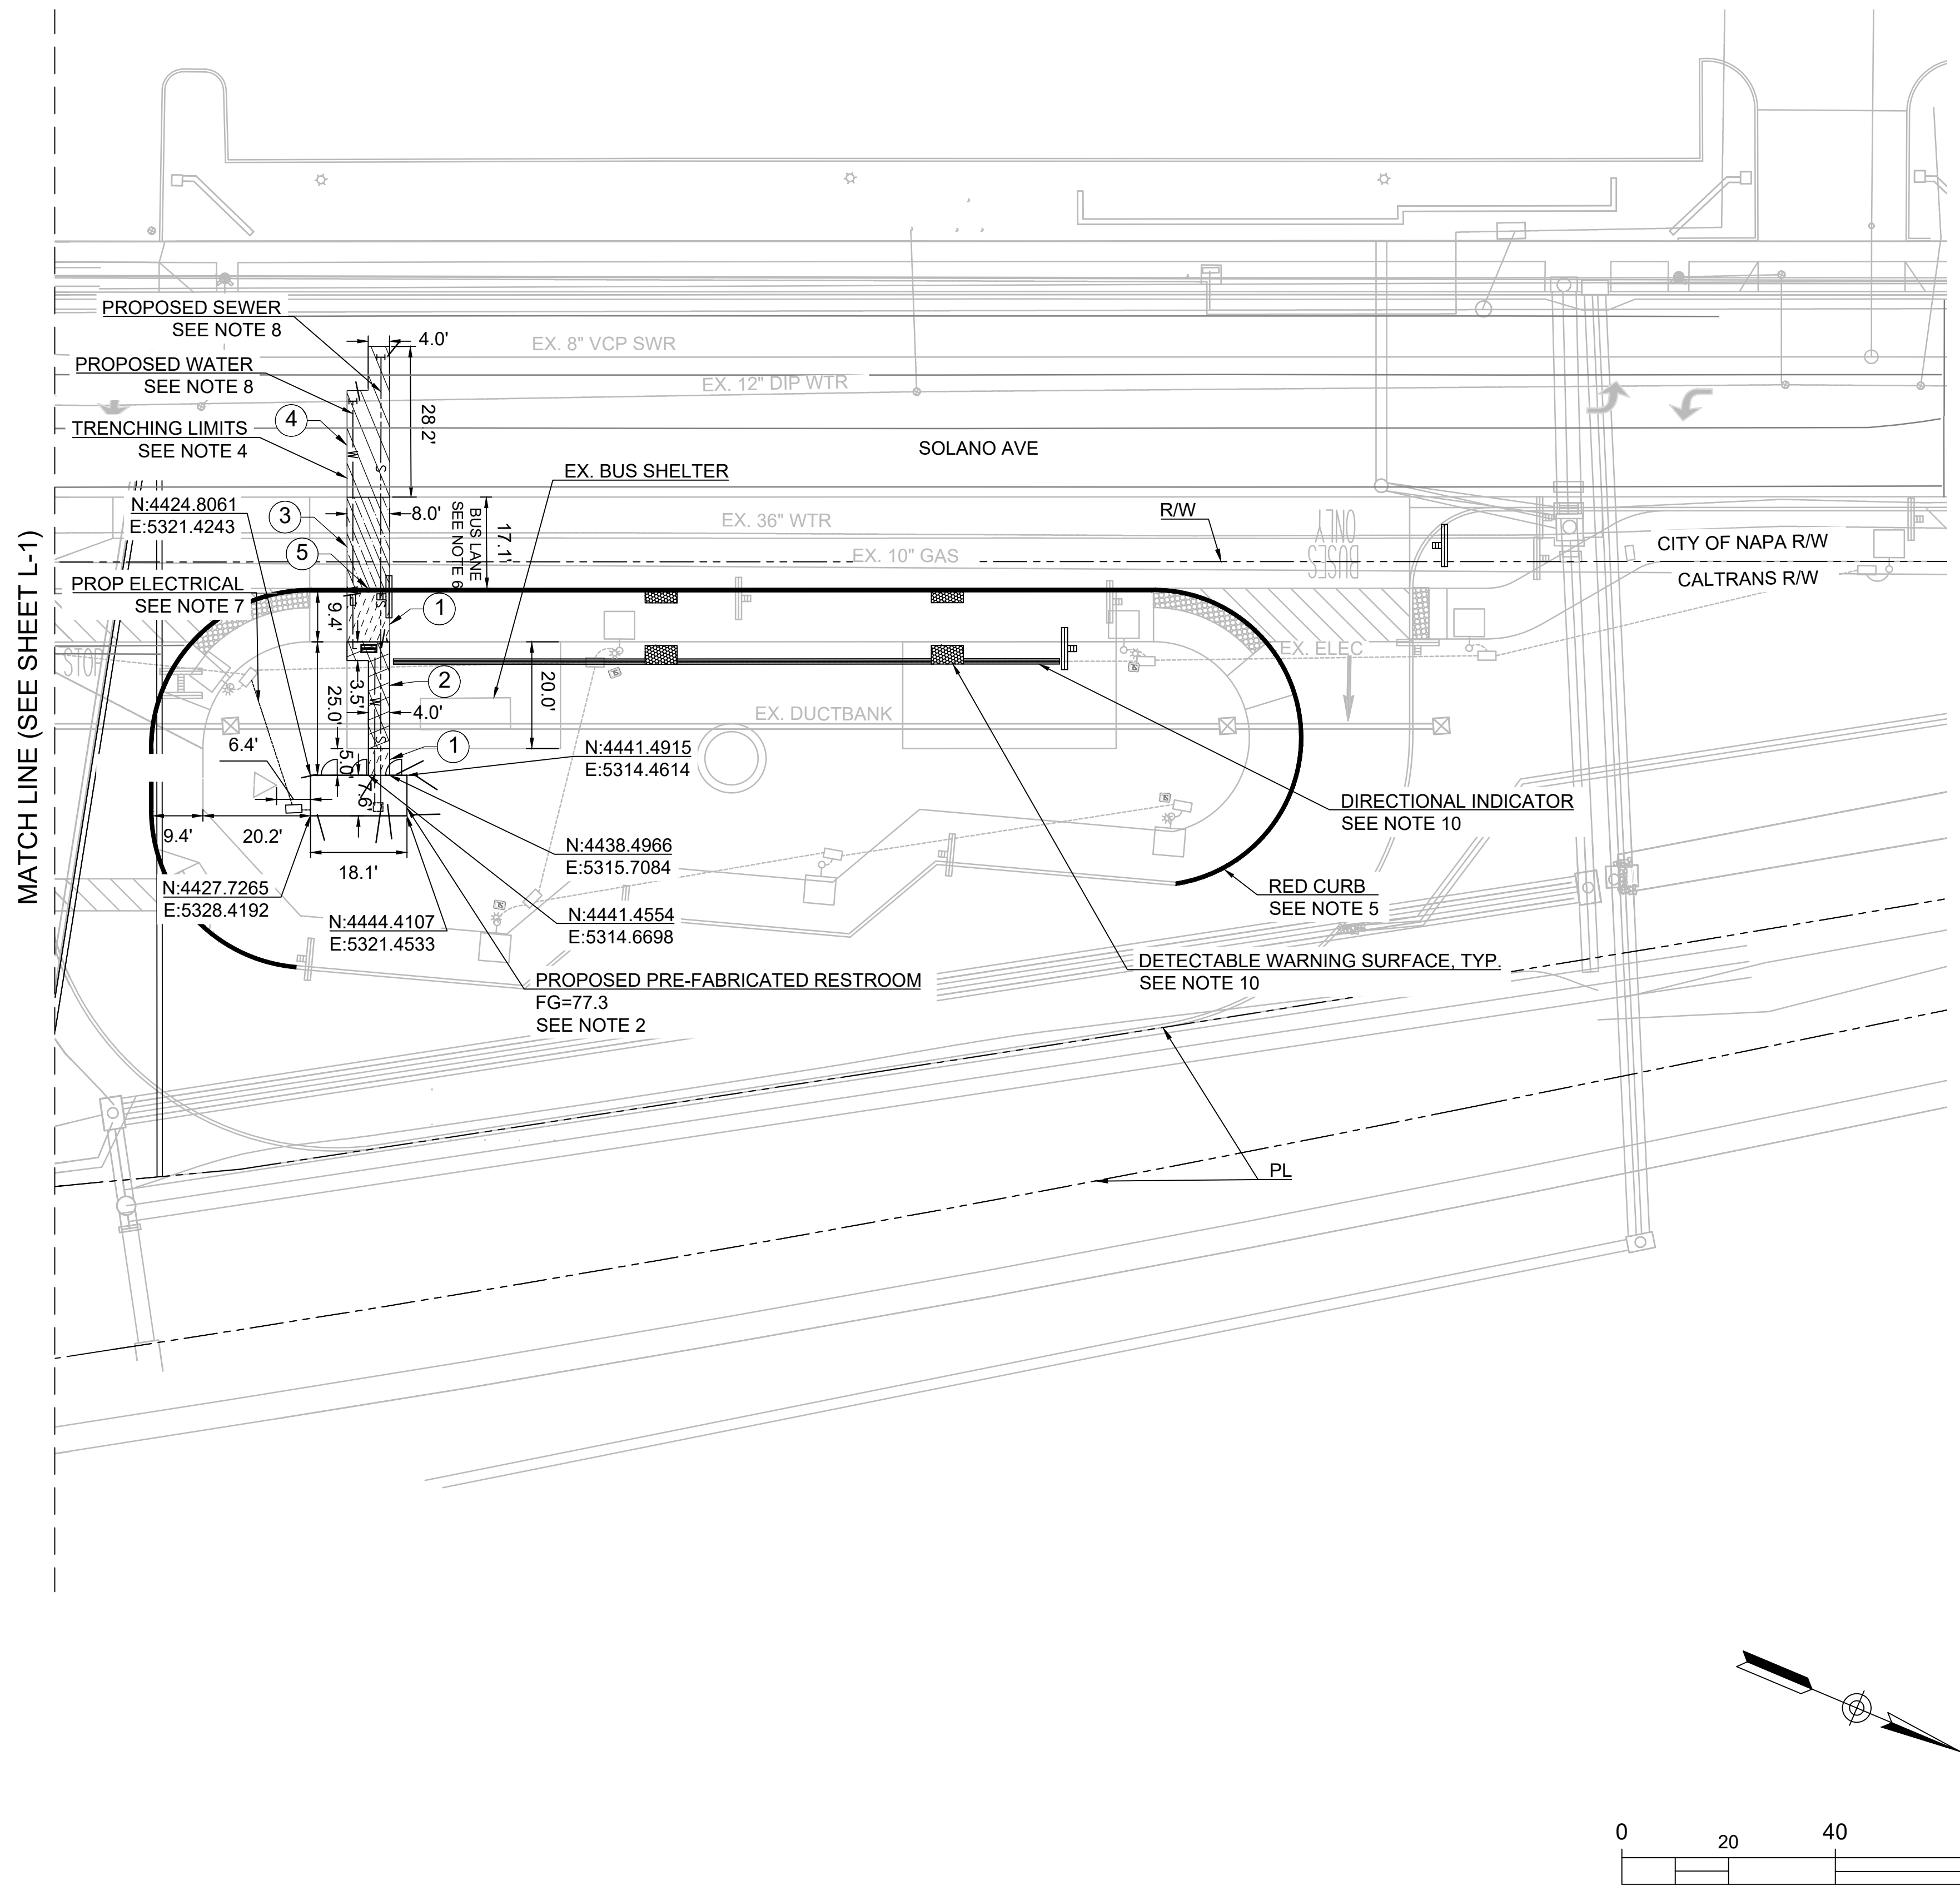 PROPOSED SEWER
SEE NOTE 8
PROPOSED WATER
SEE NOTE 8
TRENCHING LIMITS
SEE NOTE 4
4
4.0'
28.2'
EX. 8" VCP SWR
EX. 12" DIP WTR
SOLANO AVE
EX. BUS SHELTER
N:4424.8061
E:5321.4243
3
5
8.0'
BUS LANE
SEE NOTE 6
17.1'
EX. 36" WTR
EX. 10" GAS
R/W
ONLY
BUSES
CITY OF NAPA R/W
CALTRANS R/W
PROP ELECTRICAL
SEE NOTE 7
W
S
9.4'
1
STOP
MATCH LINE (SEE SHEET L-1)
2
25.0'
3.5'
W
4.0'
20.0'
EX. ELEC
EX. DUCTBANK
6.4'
5.0'
S
1
7.6'
N:4441.4915
E:5314.4614
9.4'
20.2'
18.1'
DIRECTIONAL INDICATOR
SEE NOTE 10
N:4438.4966
E:5315.7084
N:4427.7265
E:5328.4192
N:4444.4107
E:5321.4533
N:4441.4554
E:5314.6698
RED CURB
SEE NOTE 5
PROPOSED PRE-FABRICATED RESTROOM
FG=77.3
SEE NOTE 2
DETECTABLE WARNING SURFACE, TYP.
SEE NOTE 10
PL
0
20
40